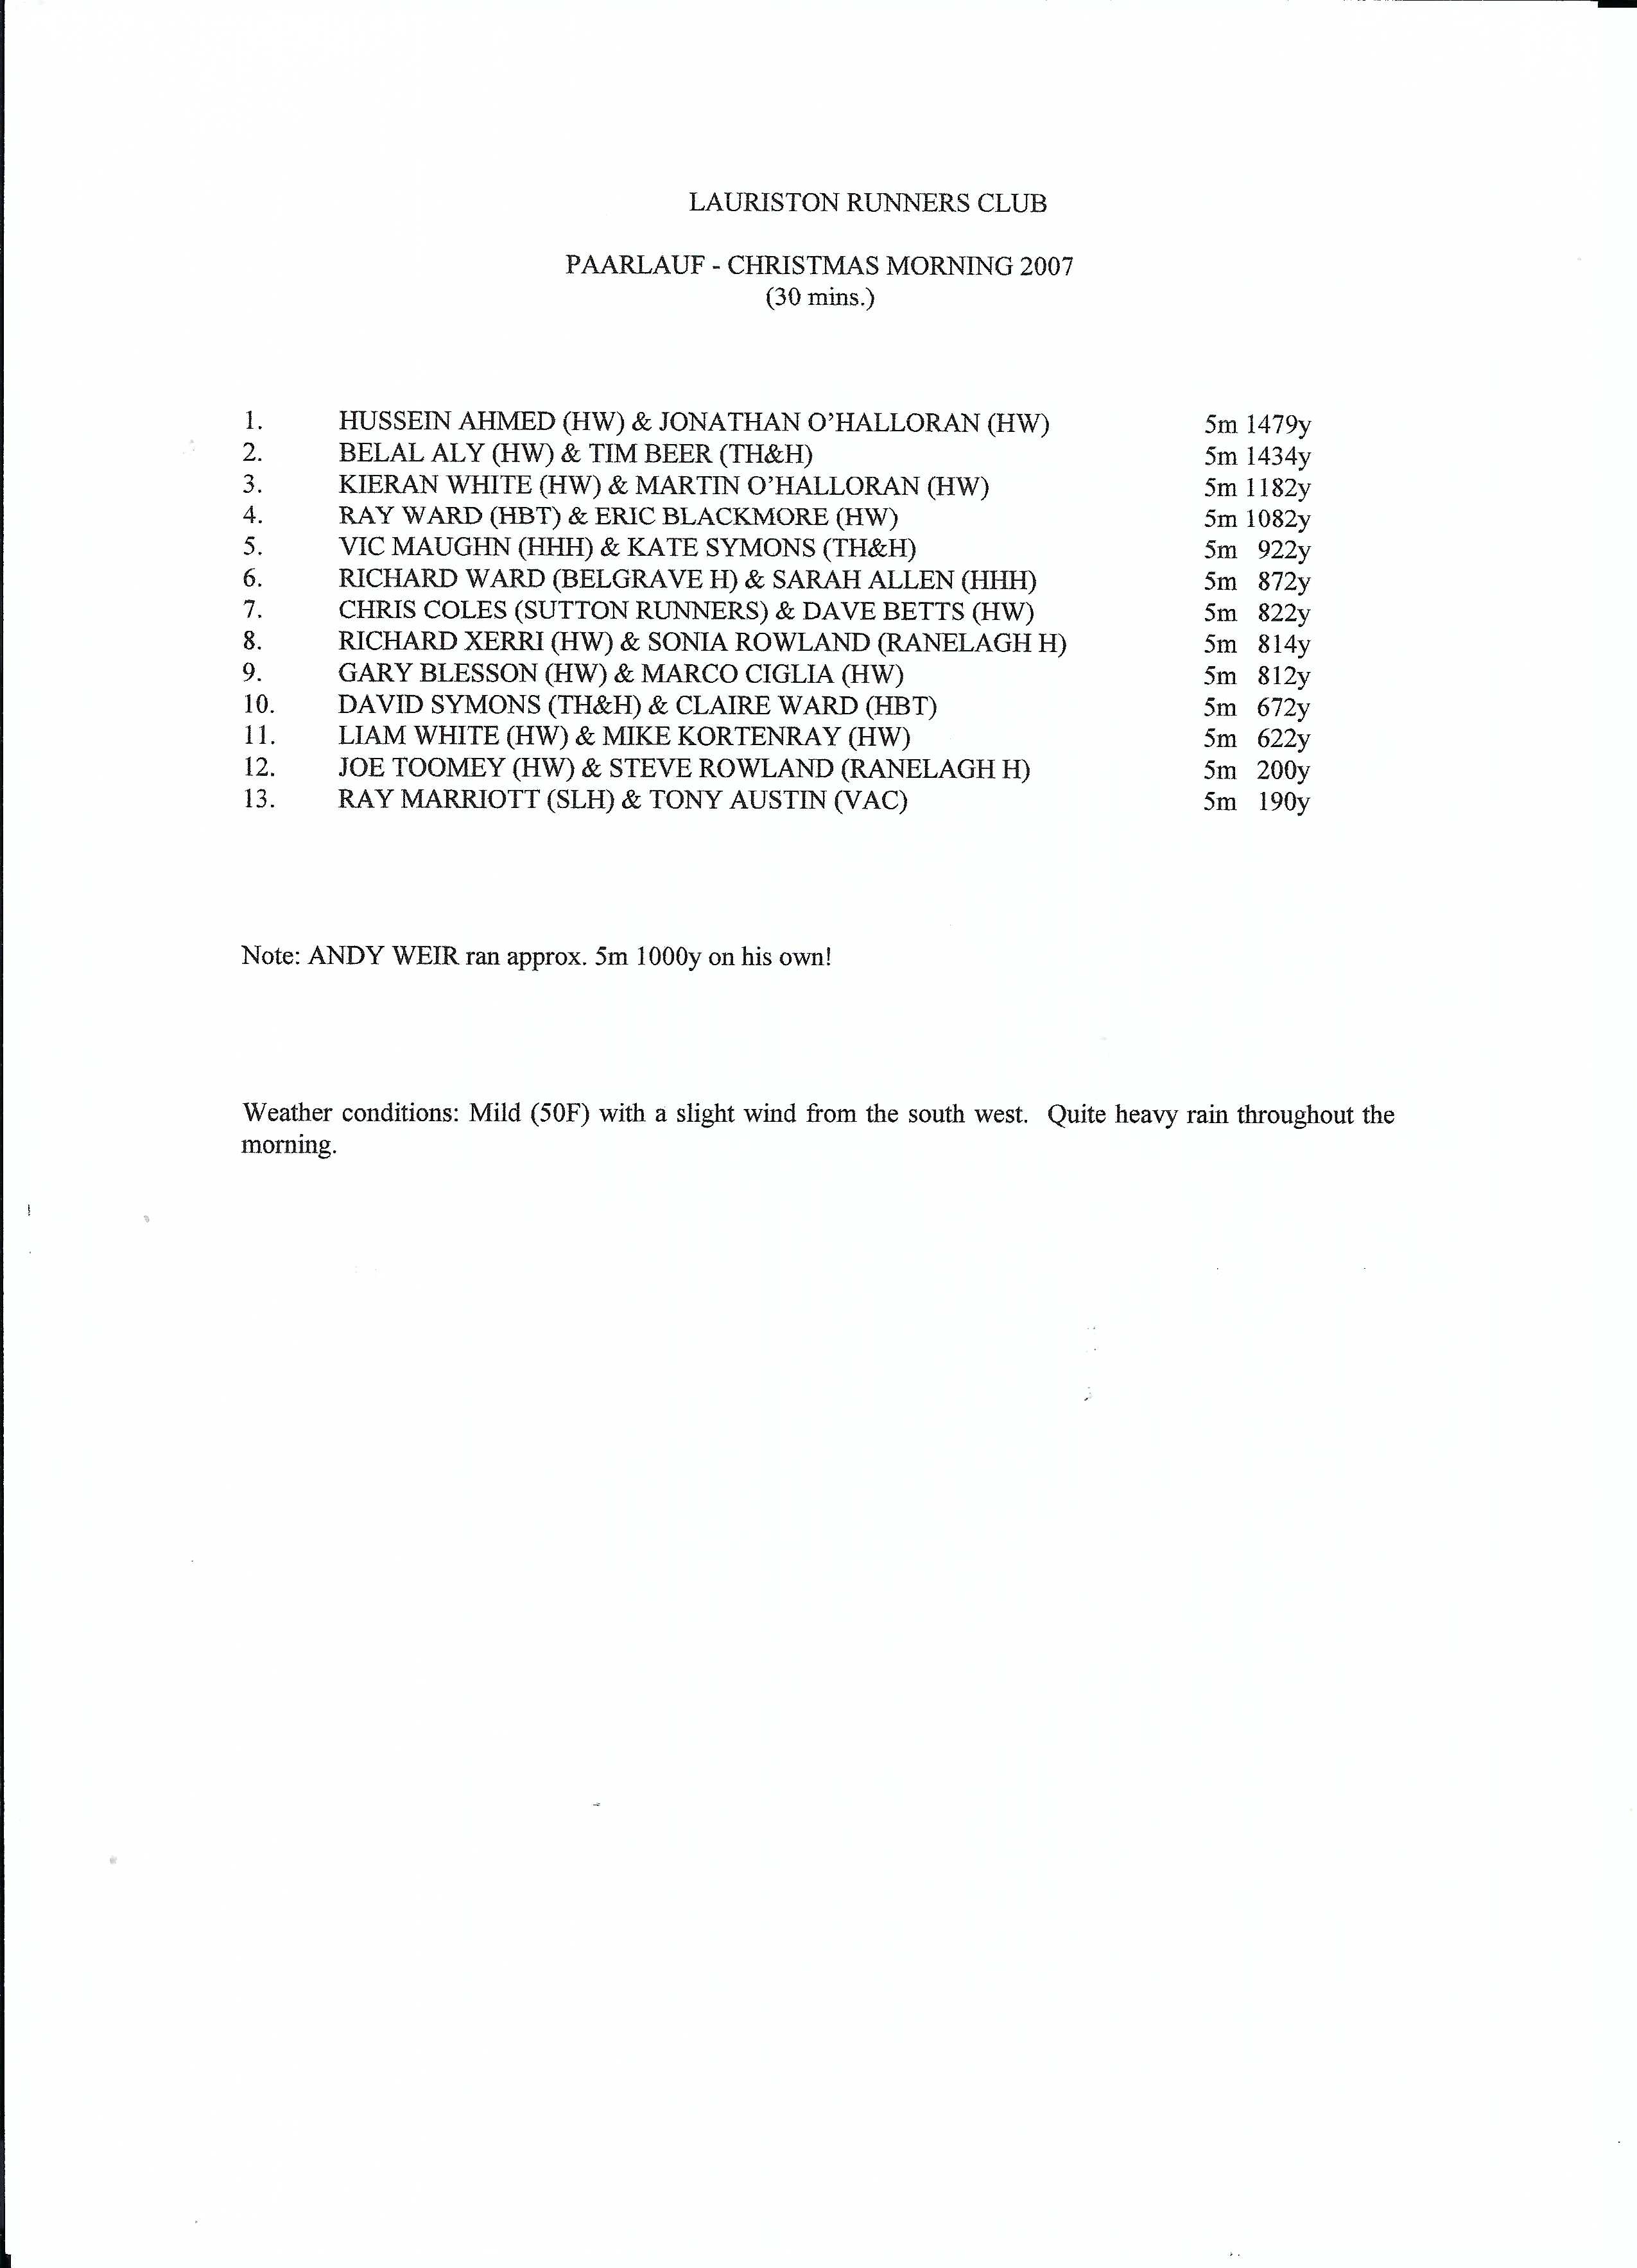 LAURISTON RUNNERS CLUB
PAARLAUF - CHRISTMAS MORNING 2007
(30 mins.)
1. HUSSEIN AHMED (HW) & JONATHAN O'HALLORAN (HW) 5m 1479y
2. BELAL ALY (HW) & TIM BEER (TH&H) 5m 1434y
3. KIERAN WHITE (HW) & MARTIN O'HALLORAN (HW) 5m 1182y
4. RAY WARD (HBT) & ERIC BLACKMORE (HW) 5m 1082y
5. VIC MAUGHN (HHH) & KATE SYMONS (TH&H) 5m 922y
6. RICHARD WARD (BELGRAVE H) & SARAH ALLEN (HHH) 5m 872y
7. CHRIS COLES (SUTTON RUNNERS) & DAVE BETTS (HW) 5m 822y
8. RICHARD XERRI (HW) & SONIA ROWLAND (RANELAGH H) 5m 814y
9. GARY BLESSON (HW) & MARCO CIGLIA (HW) 5m 812y
10. DAVID SYMONS (TH&H) & CLAIRE WARD (HBT) 5m 672y
11. LIAM WHITE (HW) & MIKE KORTENRAY (HW) 5m 622y
12. JOE TOOMEY (HW) & STEVE ROWLAND (RANELAGH H) 5m 200y
13. RAY MARRIOTT (SLH) & TONY AUSTIN (VAC) 5m 190y
Note: ANDY WEIR ran approx. 5m 1000y on his own!
Weather conditions: Mild (50F) with a slight wind from the south west. Quite heavy rain throughout the
morning.